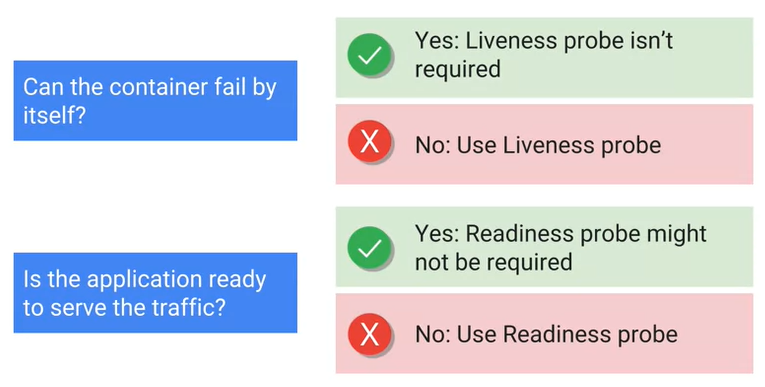 Can the container fail by
itself?
Yes: Liveness probe isn’t
required
No: Use Liveness probe
Is the application ready
to serve the traffic?
Yes: Readiness probe might
not be required
No: Use Readiness probe